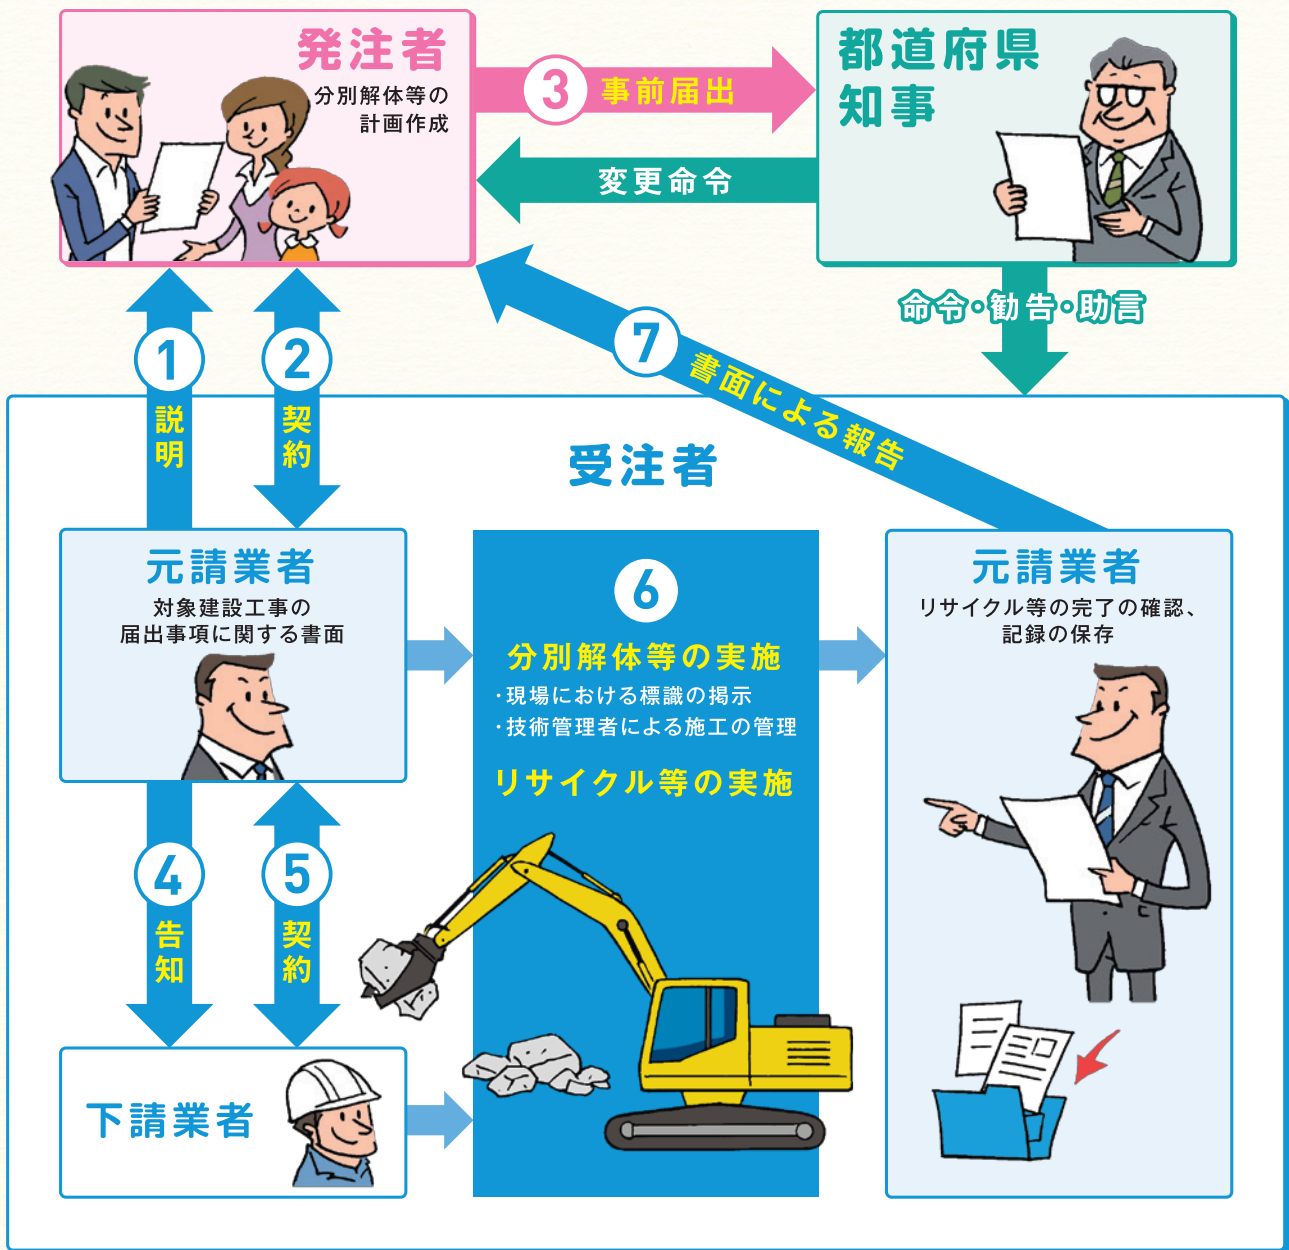 発注者
分別解体等の
計画作成
3 事前届出
変更命令
都道府県
知事
命令・勧告・助言
1
説明
2
契約
7 書面による報告
受注者
元請業者
対象建設工事の
届出事項に関する書面
6
分別解体等の実施
・現場における標識の掲示
・技術管理者による施工の管理
リサイクル等の実施
元請業者
リサイクル等の完了の確認、
記録の保存
4
告知
5
契約
下請業者